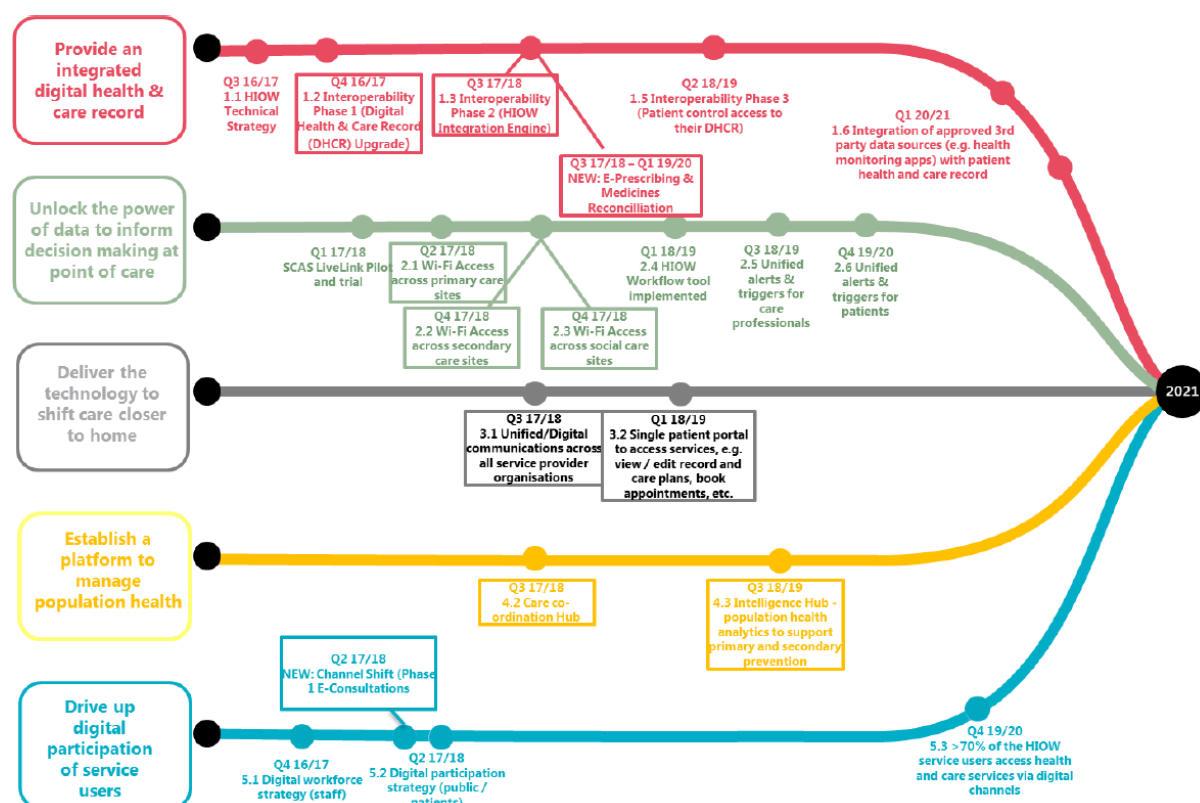 Provide an
integrated
digital health &
care record
Q3 16/17
1.1 HIOW
Technical
Strategy
Q4 16/17
1.2 Interoperability
Phase 1 (Digital
Health & Care Record
(DHCR) Upgrade)
Q3 17/18
1.3 Interoperability
Phase 2 (HIOW
Integration Engine)
Q3 17/18 – Q1 19/20
NEW: E-Prescribing &
Medicines
Reconcilliation
Q2 18/19
1.5 Interoperability Phase 3
(Patient control access to
their DHCR)
Q1 20/21
1.6 Integration of approved 3rd
party data sources (e.g. health
monitoring apps) with patient
health and care record
Unlock the power
of data to inform
decision making at
point of care
Q1 17/18
SCAS LiveLink Pilot
and trial
Q2 17/18
2.1 Wi-Fi Access
across primary care
sites
Q4 17/18
2.2 Wi-Fi Access
across secondary
care sites
Q4 17/18
2.3 Wi-Fi Access
across social care
sites
Q1 18/19
2.4 HIOW
Workflow tool
implemented
Q3 18/19
2.5 Unified
alerts &
triggers for
care
professionals
Q4 19/20
2.6 Unified
alerts &
triggers for
patients
Deliver the
technology to
shift care closer
to home
Q3 17/18
3.1 Unified/Digital
communications across
all service provider
organisations
Q1 18/19
3.2 Single patient portal
to access services, e.g.
view / edit record and
care plans, book
appointments, etc.
2021
Establish a
platform to
manage
population health
Q3 17/18
4.2 Care co-
ordination Hub
Q3 18/19
4.3 Intelligence Hub -
population health
analytics to support
primary and secondary
prevention
Drive up
digital
participation
of service
users
Q4 16/17
5.1 Digital workforce
strategy (staff)
Q2 17/18
NEW: Channel Shift (Phase
1 E-Consultations
Q2 17/18
5.2 Digital participation
strategy (public /
patients)
Q4 19/20
5.3 >70% of the HIOW
service users access health
and care services via digital
channels